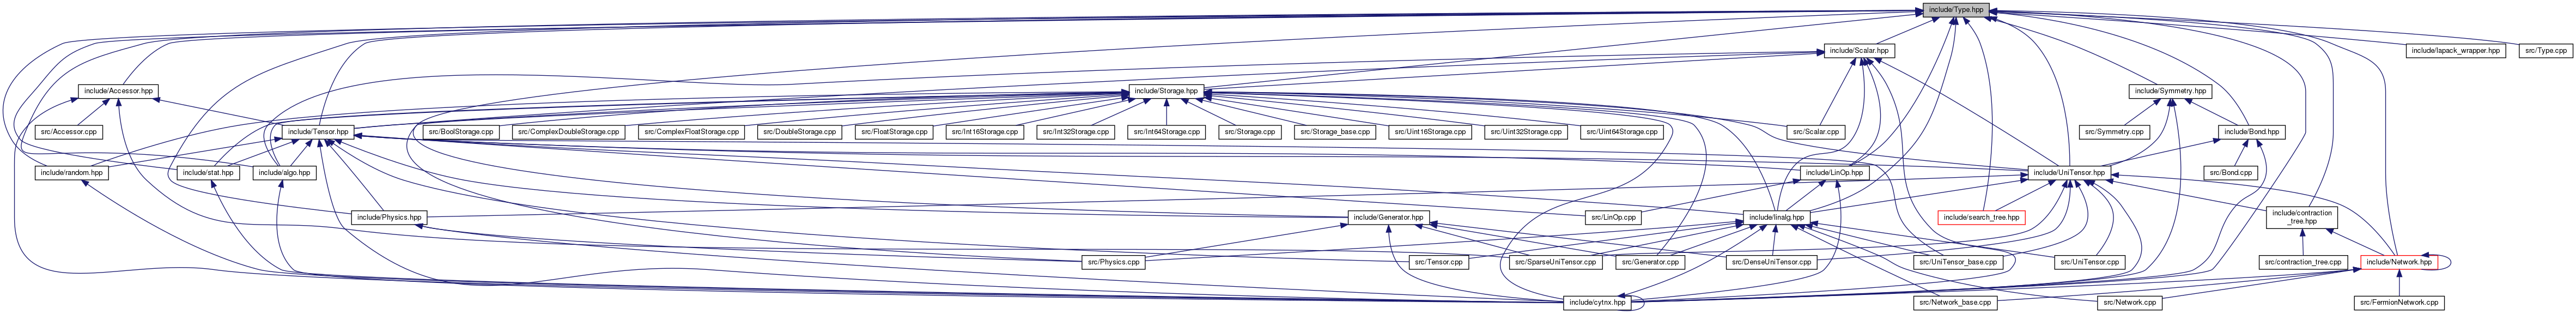 include/Type.hpp
include/Scalar.hpp
include/lapack_wrapper.hpp
src/Type.cpp
include/Accessor.hpp
include/Storage.hpp
include/Symmetry.hpp
src/Accessor.cpp
include/Tensor.hpp
src/BoolStorage.cpp
src/ComplexDoubleStorage.cpp
src/ComplexFloatStorage.cpp
src/DoubleStorage.cpp
src/FloatStorage.cpp
src/Int16Storage.cpp
src/Int32Storage.cpp
src/Int64Storage.cpp
src/Storage.cpp
src/Storage_base.cpp
src/Uint16Storage.cpp
src/Uint32Storage.cpp
src/Uint64Storage.cpp
src/Scalar.cpp
src/Symmetry.cpp
include/Bond.hpp
include/random.hpp
include/stat.hpp
include/algo.hpp
include/LinOp.hpp
include/UniTensor.hpp
src/Bond.cpp
include/Physics.hpp
include/Generator.hpp
src/LinOp.cpp
include/linalg.hpp
include/search_tree.hpp
include/contraction
_tree.hpp
src/Physics.cpp
src/Tensor.cpp
src/SparseUniTensor.cpp
src/Generator.cpp
src/DenseUniTensor.cpp
src/UniTensor_base.cpp
src/UniTensor.cpp
src/contraction_tree.cpp
include/Network.hpp
include/cytnx.hpp
src/Network_base.cpp
src/Network.cpp
src/FermionNetwork.cpp